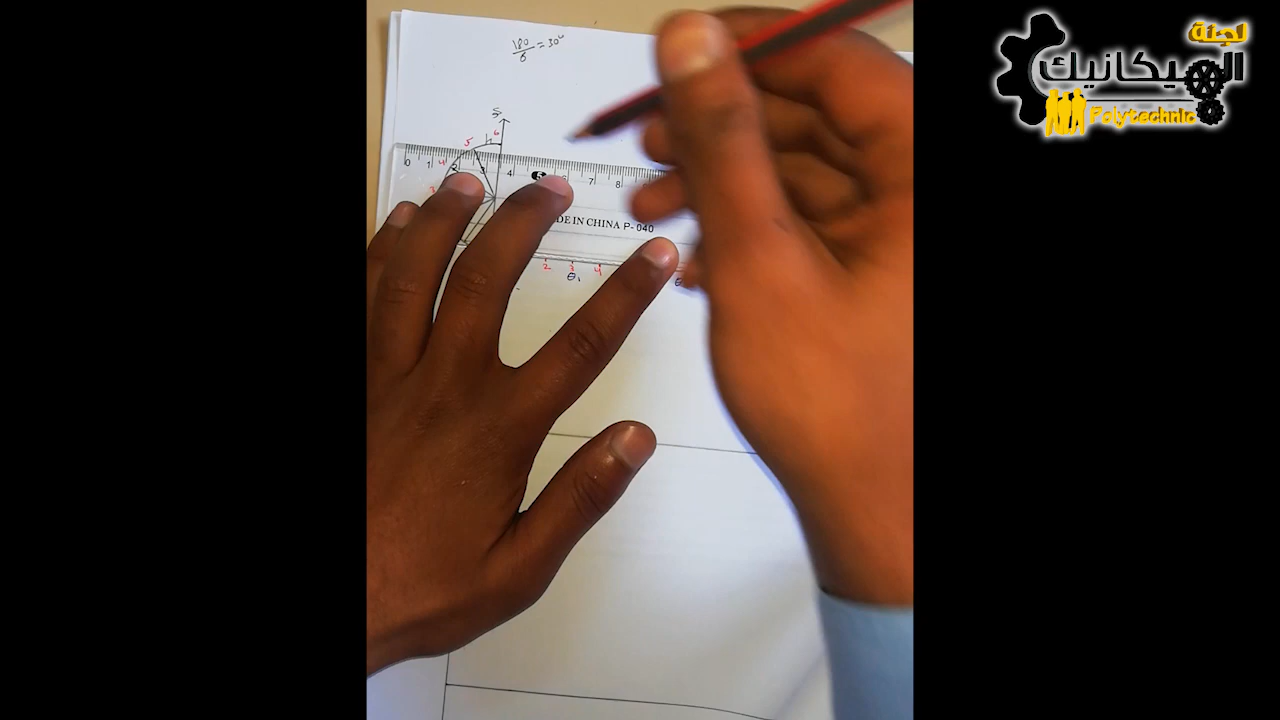 لجنة
الميكانيك
Polytechnic
180/6 = 30°
S
h 6
5
4
3
0 1 2 3 4 5 6 7 8
DE IN CHINA P-040
2 3 4
θ₁